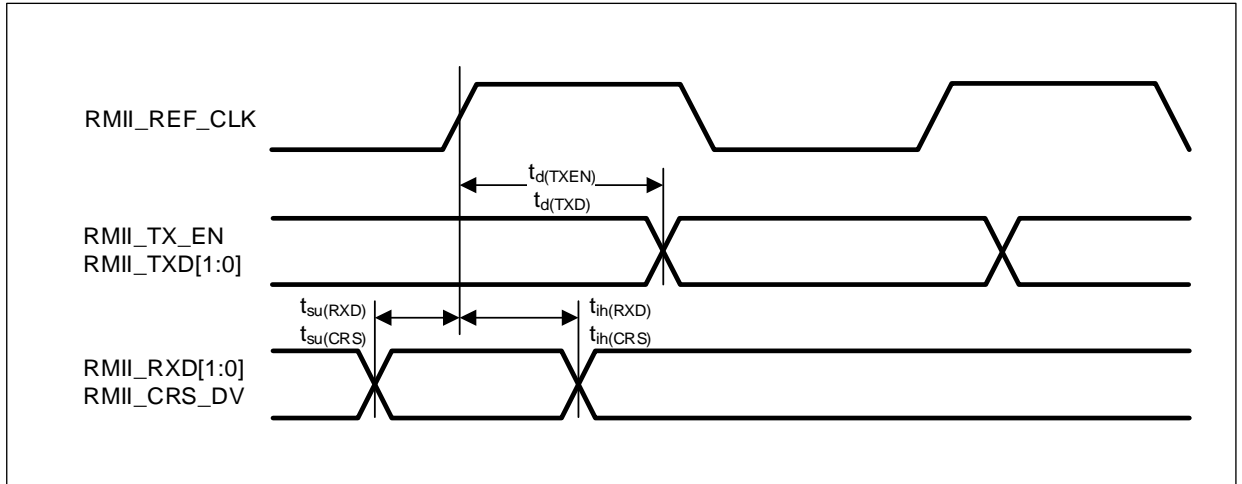 RMII_REF_CLK
td(TXEN)
td(TXD)
RMII_TX_EN
RMII_TXD[1:0]
tsu(RXD)
tih(RXD)
tsu(CRS)
tih(CRS)
RMII_RXD[1:0]
RMII_CRS_DV